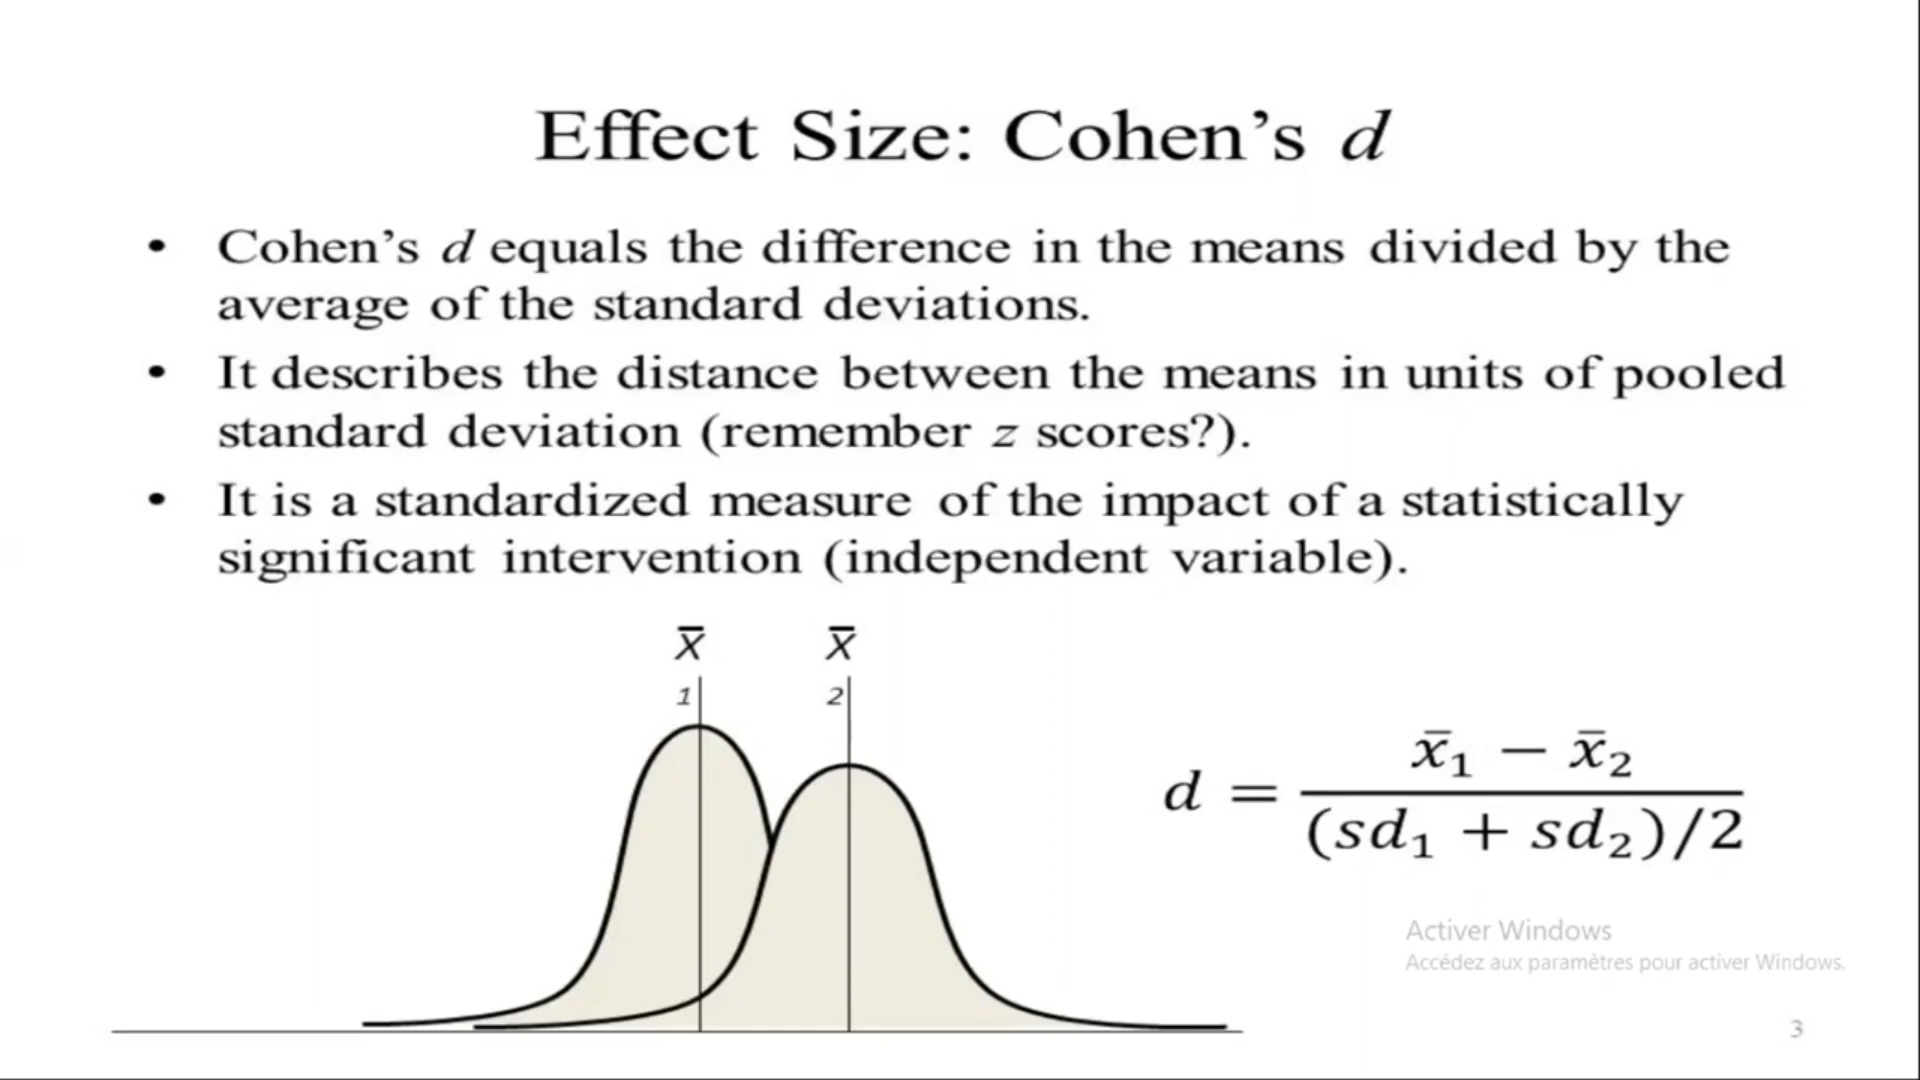 Effect Size: Cohen’s d
• Cohen’s d equals the difference in the means divided by the
average of the standard deviations.
• It describes the distance between the means in units of pooled
standard deviation (remember z scores?).
• It is a standardized measure of the impact of a statistically
significant intervention (independent variable).
x̅ x̅
1 2
x̄₁ − x̄₂
d =
(sd₁ + sd₂)/2
Activer Windows
Accédez aux paramètres pour activer Windows.
3